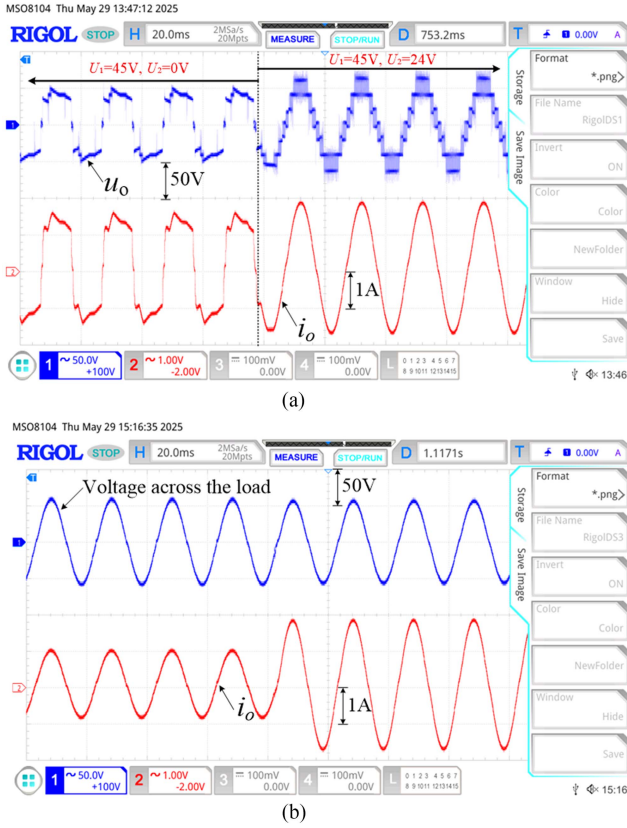 MSO8104 Thu May 29 13:47:12 2025
RIGOL STOP H 20.0ms 2MSa/s 20Mpts MEASURE STOP/RUN D 753.2ms T 1 0.00V A
T U1=45V, U2=0V U1=45V, U2=24V
1
uo 50V
2
1A
io
Storage
Save Image
Format
*.png
File Name
RigolDS1
Invert
ON
Color
Color
NewFolder
Window
Hide
Save
1 50.0V +100V 2 1.00V -2.00V 3 100mV 0.00V 4 100mV 0.00V L 0 1 2 3 4 5 6 7 8 9 10 11 12 13 14 15
13:46
(a)
MSO8104 Thu May 29 15:16:35 2025
RIGOL STOP H 20.0ms 2MSa/s 20Mpts MEASURE STOP/RUN D 1.1171s T 1 0.00V A
T Voltage across the load 50V
1
2
io 1A
Storage
Save Image
Format
*.png
File Name
RigolDS3
Invert
ON
Color
Color
NewFolder
Window
Hide
Save
1 50.0V +100V 2 1.00V -2.00V 3 100mV 0.00V 4 100mV 0.00V L 0 1 2 3 4 5 6 7 8 9 10 11 12 13 14 15
15:16
(b)